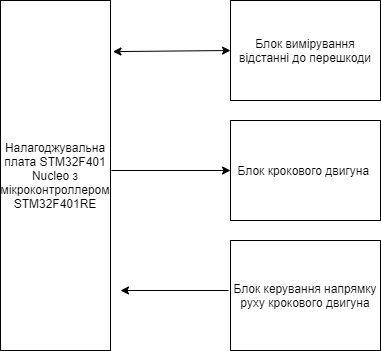 Блок вимірування
відстанні до перешкоди
Налагоджувальна
плата STM32F401
Nucleo з
мікроконтроллером
STM32F401RE
Блок крокового двигуна
Блок керування напрямку
руху крокового двигуна